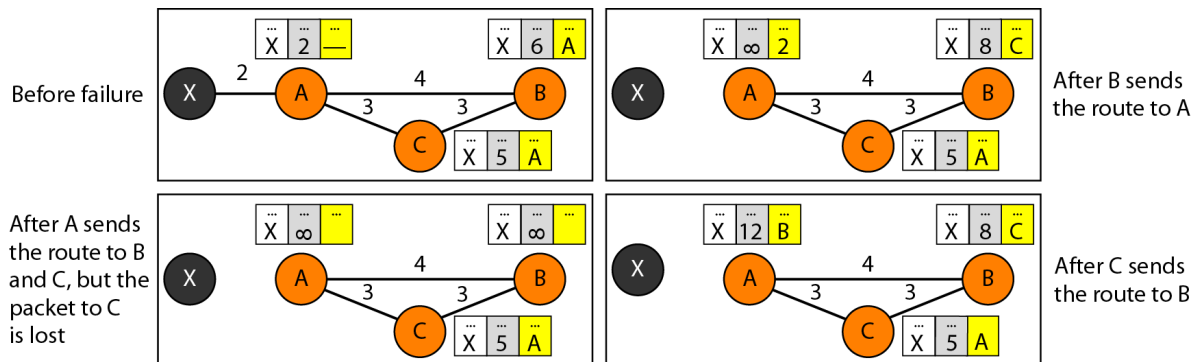 Before failure
... ... ...
X 2 —
... ... ...
X 6 A
2
4
X
A
B
3
3
C
... ... ...
X 5 A
... ... ...
X ∞ 2
... ... ...
X 8 C
4
X
A
B
3
3
C
... ... ...
X 5 A
After B sends
the route to A
After A sends
the route to B
and C, but the
packet to C
is lost
... ... ...
X ∞
... ... ...
X ∞
4
X
A
B
3
3
C
... ... ...
X 5 A
... ... ...
X 12 B
... ... ...
X 8 C
4
X
A
B
3
3
C
... ... ...
X 5 A
After C sends
the route to B